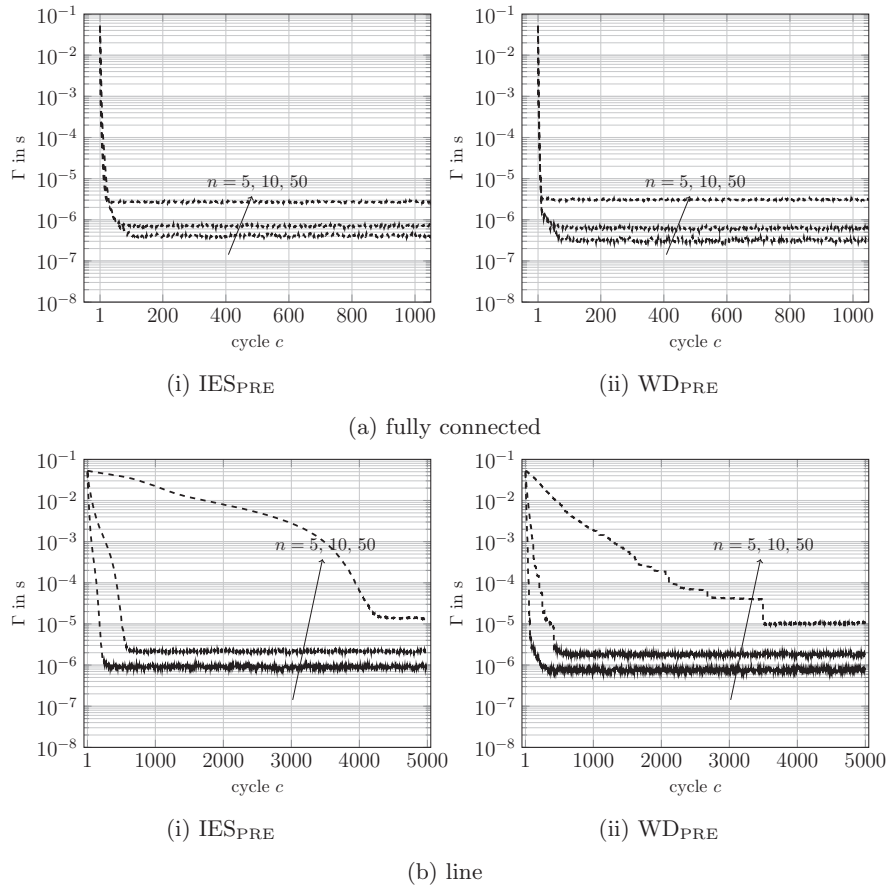 10⁻¹
10⁻²
10⁻³
10⁻⁴
10⁻⁵
10⁻⁶
10⁻⁷
10⁻⁸
Γ in s
n = 5, 10, 50
1 200 400 600 800 1000
cycle c
(i) IES_PRE
10⁻¹
10⁻²
10⁻³
10⁻⁴
10⁻⁵
10⁻⁶
10⁻⁷
10⁻⁸
Γ in s
n = 5, 10, 50
1 200 400 600 800 1000
cycle c
(ii) WD_PRE
(a) fully connected
10⁻¹
10⁻²
10⁻³
10⁻⁴
10⁻⁵
10⁻⁶
10⁻⁷
10⁻⁸
Γ in s
n = 5, 10, 50
1 1000 2000 3000 4000 5000
cycle c
(i) IES_PRE
10⁻¹
10⁻²
10⁻³
10⁻⁴
10⁻⁵
10⁻⁶
10⁻⁷
10⁻⁸
Γ in s
n = 5, 10, 50
1 1000 2000 3000 4000 5000
cycle c
(ii) WD_PRE
(b) line